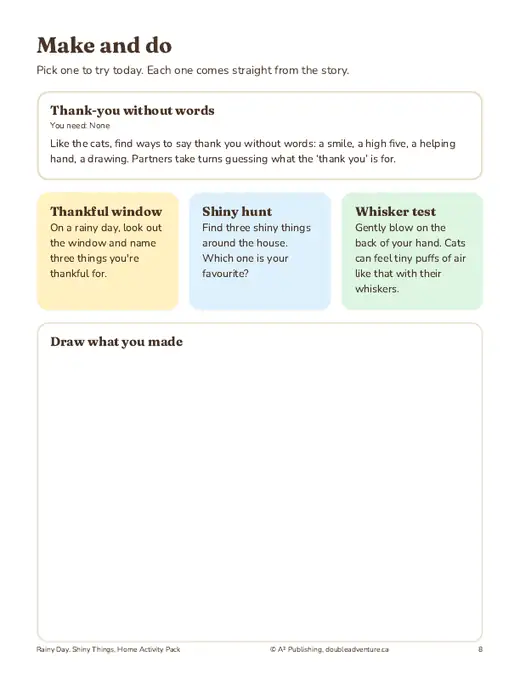 Make and do
Pick one to try today. Each one comes straight from the story.
Thank-you without words
You need: None
Like the cats, find ways to say thank you without words: a smile, a high five, a helping
hand, a drawing. Partners take turns guessing what the ‘thank you’ is for.
Thankful window
On a rainy day, look out
the window and name
three things you're
thankful for.
Shiny hunt
Find three shiny things
around the house.
Which one is your
favourite?
Whisker test
Gently blow on the
back of your hand. Cats
can feel tiny puffs of air
like that with their
whiskers.
Draw what you made
Rainy Day, Shiny Things, Home Activity Pack
© A² Publishing, doubleadventure.ca
8